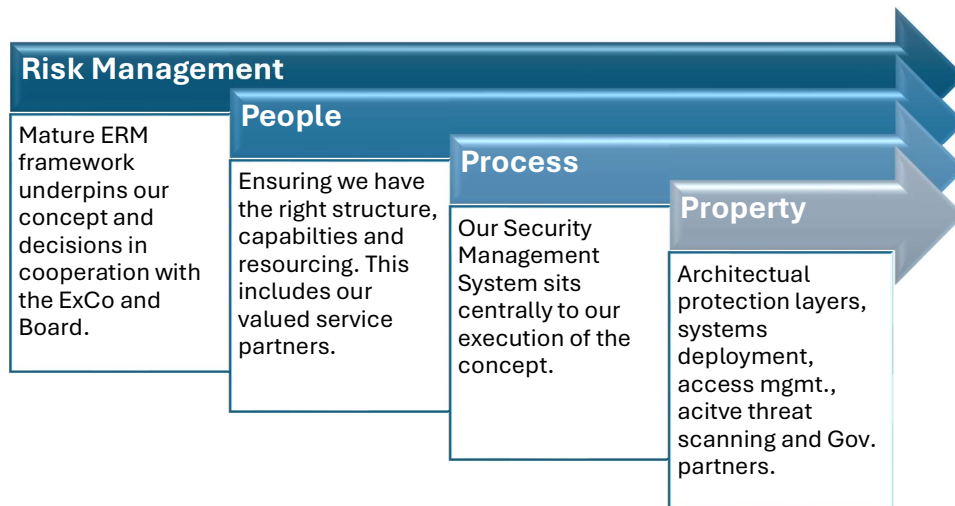 Risk Management
Mature ERM
framework
underpins our
concept and
decisions in
cooperation with
the ExCo and
Board.
People
Ensuring we have
the right structure,
capabilties and
resourcing. This
includes our
valued service
partners.
Process
Our Security
Management
System sits
centrally to our
execution of the
concept.
Property
Architectual
protection layers,
systems
deployment,
access mgmt.,
acitve threat
scanning and Gov.
partners.